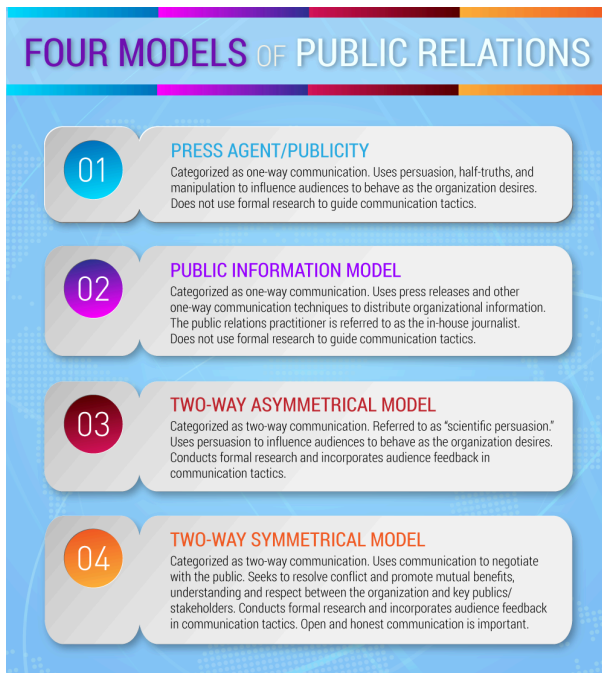 FOUR MODELS OF PUBLIC RELATIONS
01
PRESS AGENT/PUBLICITY
Categorized as one-way communication. Uses persuasion, half-truths, and
manipulation to influence audiences to behave as the organization desires.
Does not use formal research to guide communication tactics.
02
PUBLIC INFORMATION MODEL
Categorized as one-way communication. Uses press releases and other
one-way communication techniques to distribute organizational information.
The public relations practitioner is referred to as the in-house journalist.
Does not use formal research to guide communication tactics.
03
TWO-WAY ASYMMETRICAL MODEL
Categorized as two-way communication. Referred to as “scientific persuasion.”
Uses persuasion to influence audiences to behave as the organization desires.
Conducts formal research and incorporates audience feedback in
communication tactics.
04
TWO-WAY SYMMETRICAL MODEL
Categorized as two-way communication. Uses communication to negotiate
with the public. Seeks to resolve conflict and promote mutual benefits,
understanding and respect between the organization and key publics/
stakeholders. Conducts formal research and incorporates audience feedback
in communication tactics. Open and honest communication is important.